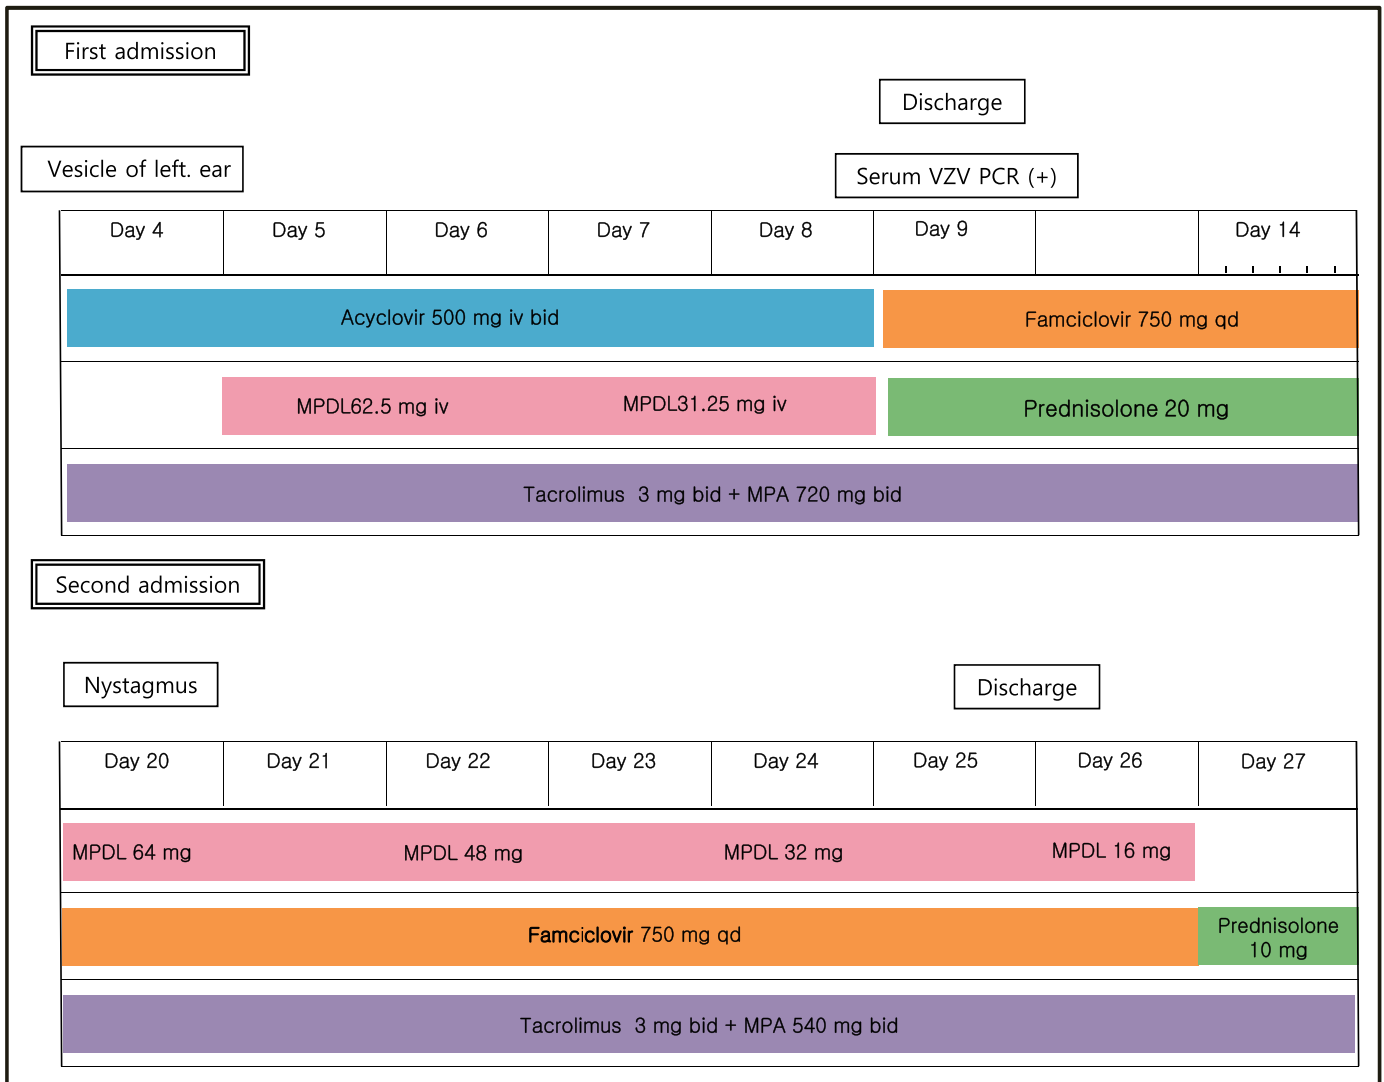 First admission
Discharge
Vesicle of left. ear
Serum VZV PCR (+)
Day 4 Day 5 Day 6 Day 7 Day 8 Day 9 Day 14
Acyclovir 500 mg iv bid Famciclovir 750 mg qd
MPDL62.5 mg iv MPDL31.25 mg iv Prednisolone 20 mg
Tacrolimus 3 mg bid + MPA 720 mg bid
Second admission
Nystagmus Discharge
Day 20 Day 21 Day 22 Day 23 Day 24 Day 25 Day 26 Day 27
MPDL 64 mg MPDL 48 mg MPDL 32 mg MPDL 16 mg
Famciclovir 750 mg qd
Prednisolone
10 mg
Tacrolimus 3 mg bid + MPA 540 mg bid